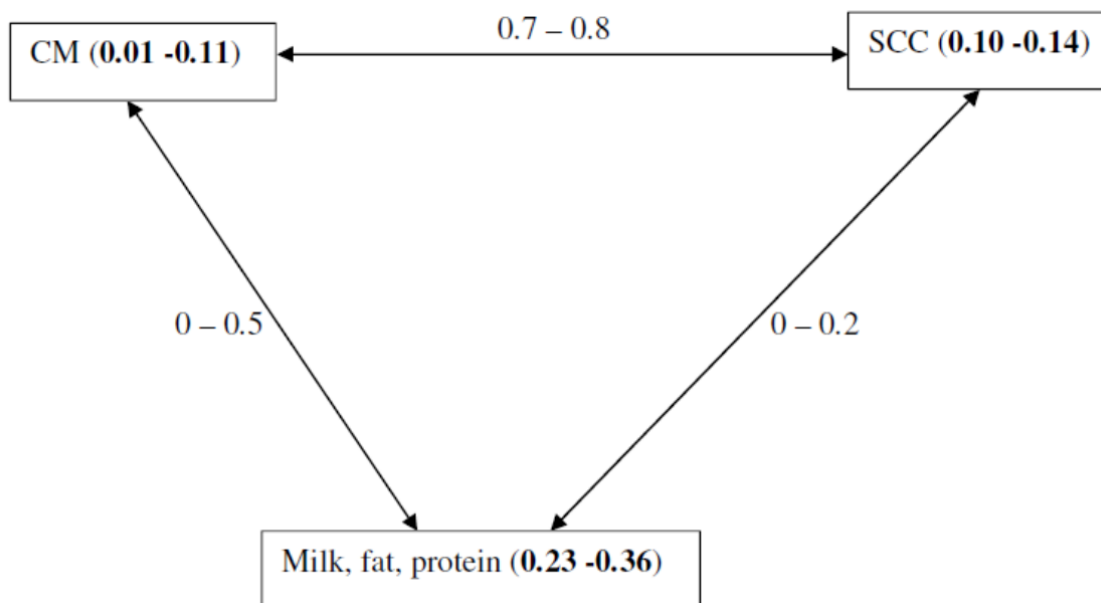 0.7 – 0.8
CM (0.01 -0.11)
SCC (0.10 -0.14)
0 – 0.5
0 – 0.2
Milk, fat, protein (0.23 -0.36)